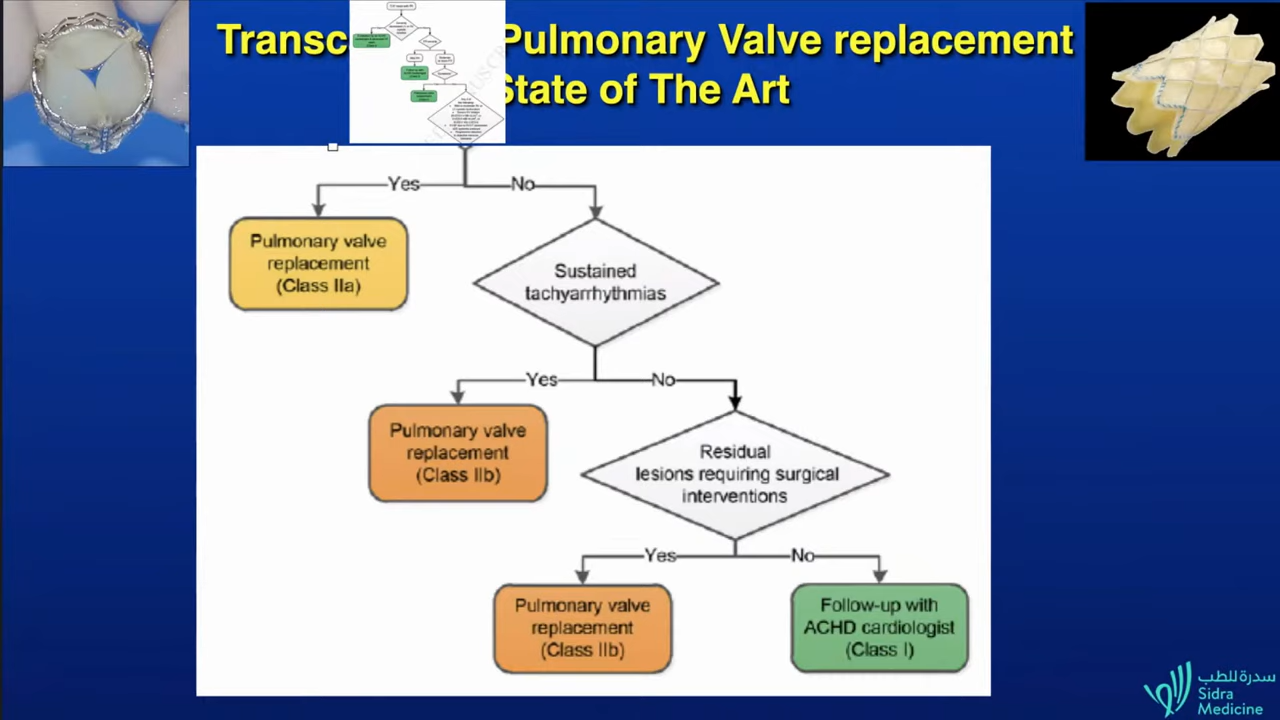 Transc Pulmonary Valve replacement
State of The Art
Yes
No
Pulmonary valve
replacement
(Class IIa)
Sustained
tachyarrhythmias
Yes
No
Pulmonary valve
replacement
(Class IIb)
Residual
lesions requiring surgical
interventions
Yes
No
Pulmonary valve
replacement
(Class IIb)
Follow-up with
ACHD cardiologist
(Class I)
سدرة للطب
Sidra
Medicine